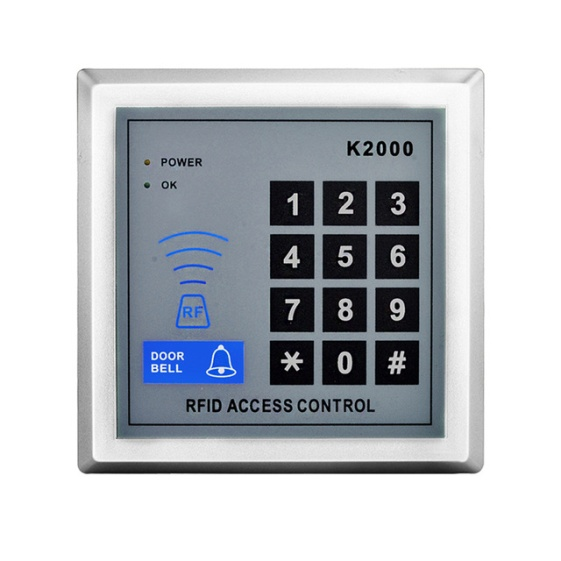 K2000
POWER
OK
1 2 3
4 5 6
7 8 9
* 0 #
RF
DOOR
BELL
RFID ACCESS CONTROL